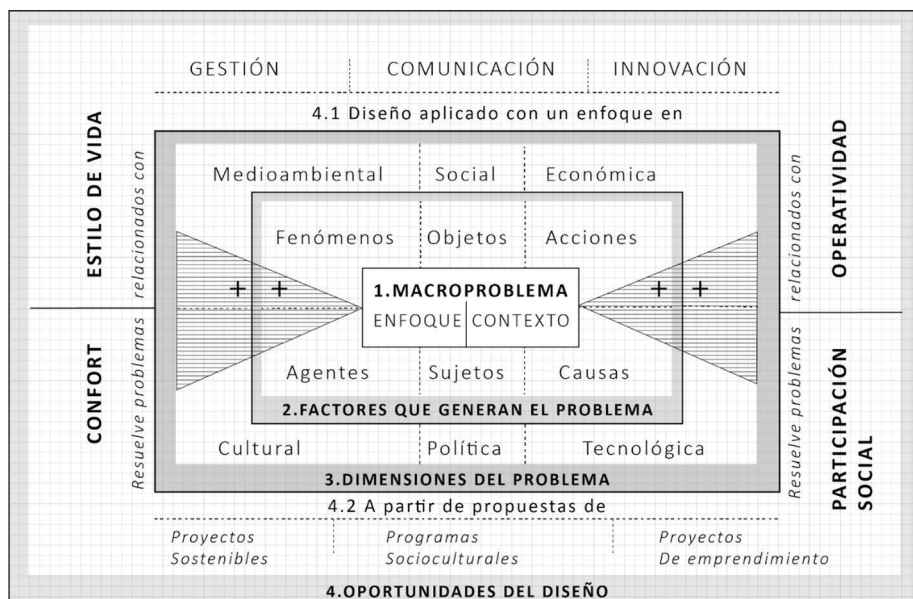 GESTIÓN COMUNICACIÓN INNOVACIÓN
4.1 Diseño aplicado con un enfoque en
ESTILO DE VIDA
CONFORT
Resuelve problemas relacionados con
Medioambiental Social Económica
Fenómenos Objetos Acciones
+ + + +
1.MACROPROBLEMA
ENFOQUE CONTEXTO
Agentes Sujetos Causas
2.FACTORES QUE GENERAN EL PROBLEMA
Cultural Política Tecnológica
3.DIMENSIONES DEL PROBLEMA
Resuelve problemas relacionados con
OPERATIVIDAD
PARTICIPACIÓN
SOCIAL
4.2 A partir de propuestas de
Proyectos Programas Proyectos
Sostenibles Socioculturales De emprendimiento
4.OPORTUNIDADES DEL DISEÑO